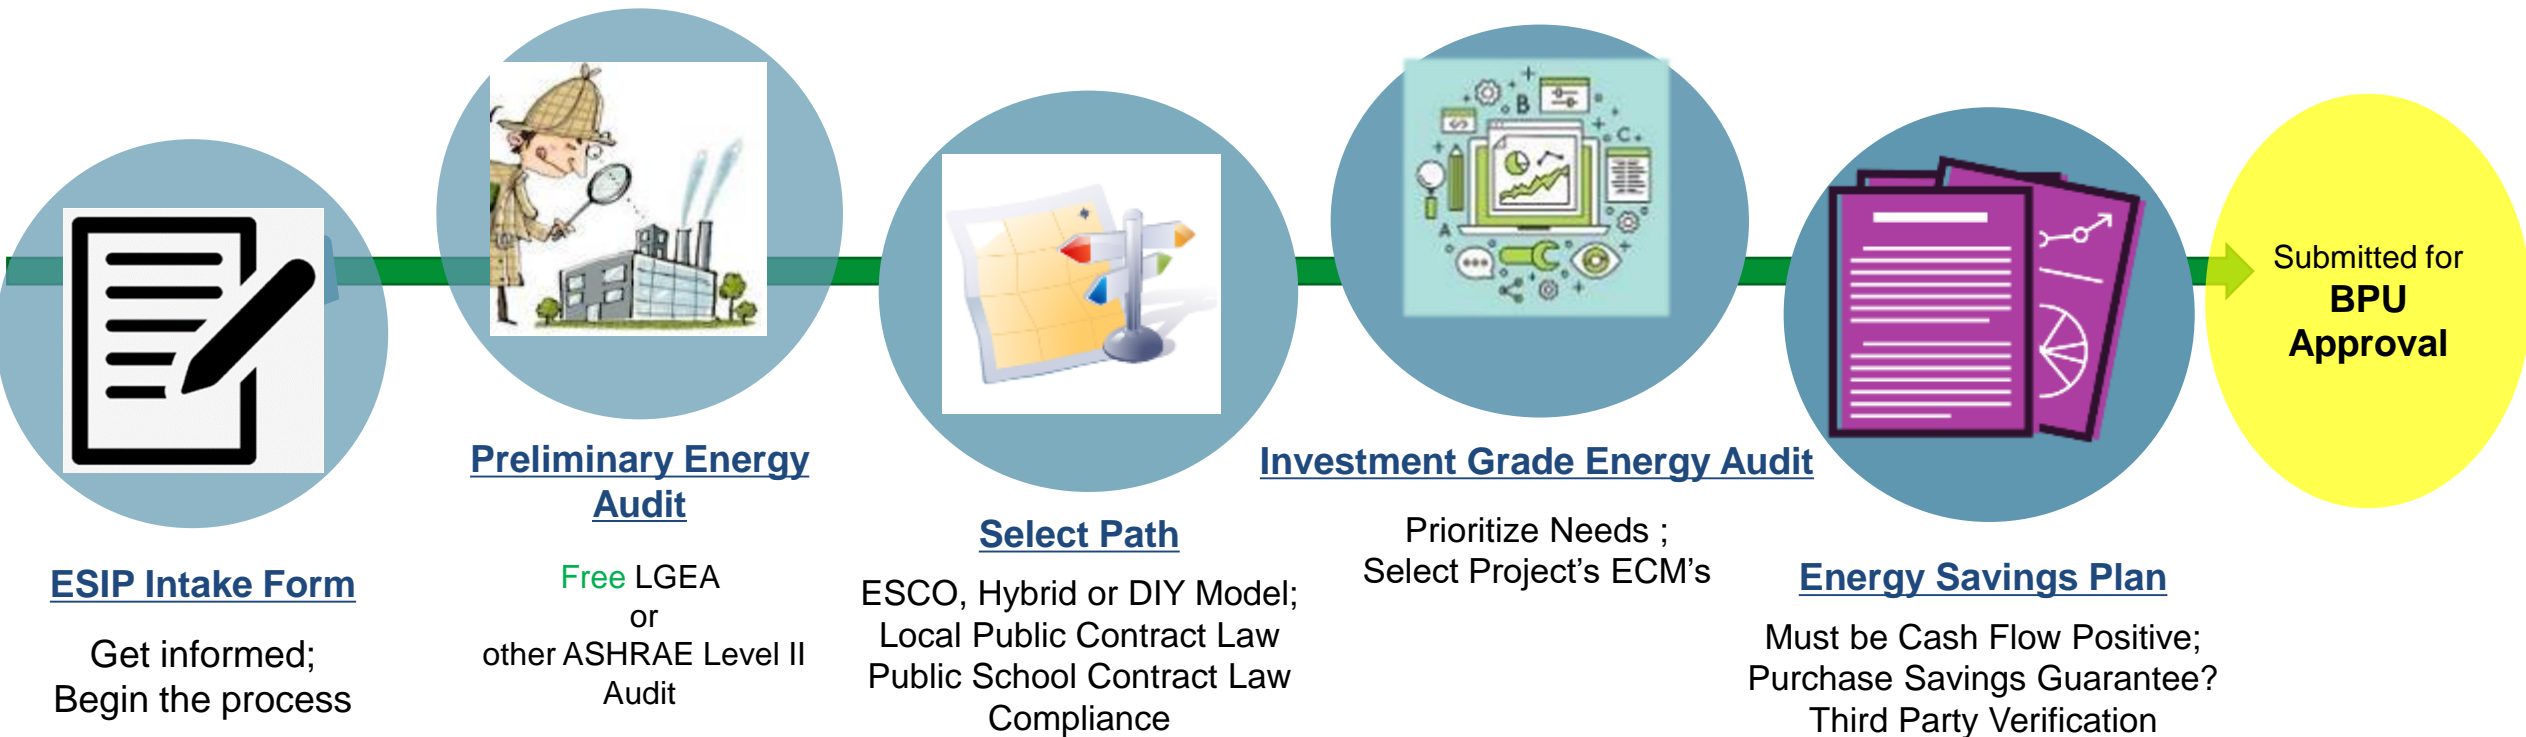 ESIP Intake Form
Get informed;
Begin the process
Preliminary Energy
Audit
Free LGEA
or
other ASHRAE Level II
Audit
Select Path
ESCO, Hybrid or DIY Model;
Local Public Contract Law
Public School Contract Law
Compliance
B
C
A
Investment Grade Energy Audit
Prioritize Needs ;
Select Project's ECM's
Energy Savings Plan
Must be Cash Flow Positive;
Purchase Savings Guarantee?
Third Party Verification
Submitted for
BPU
Approval